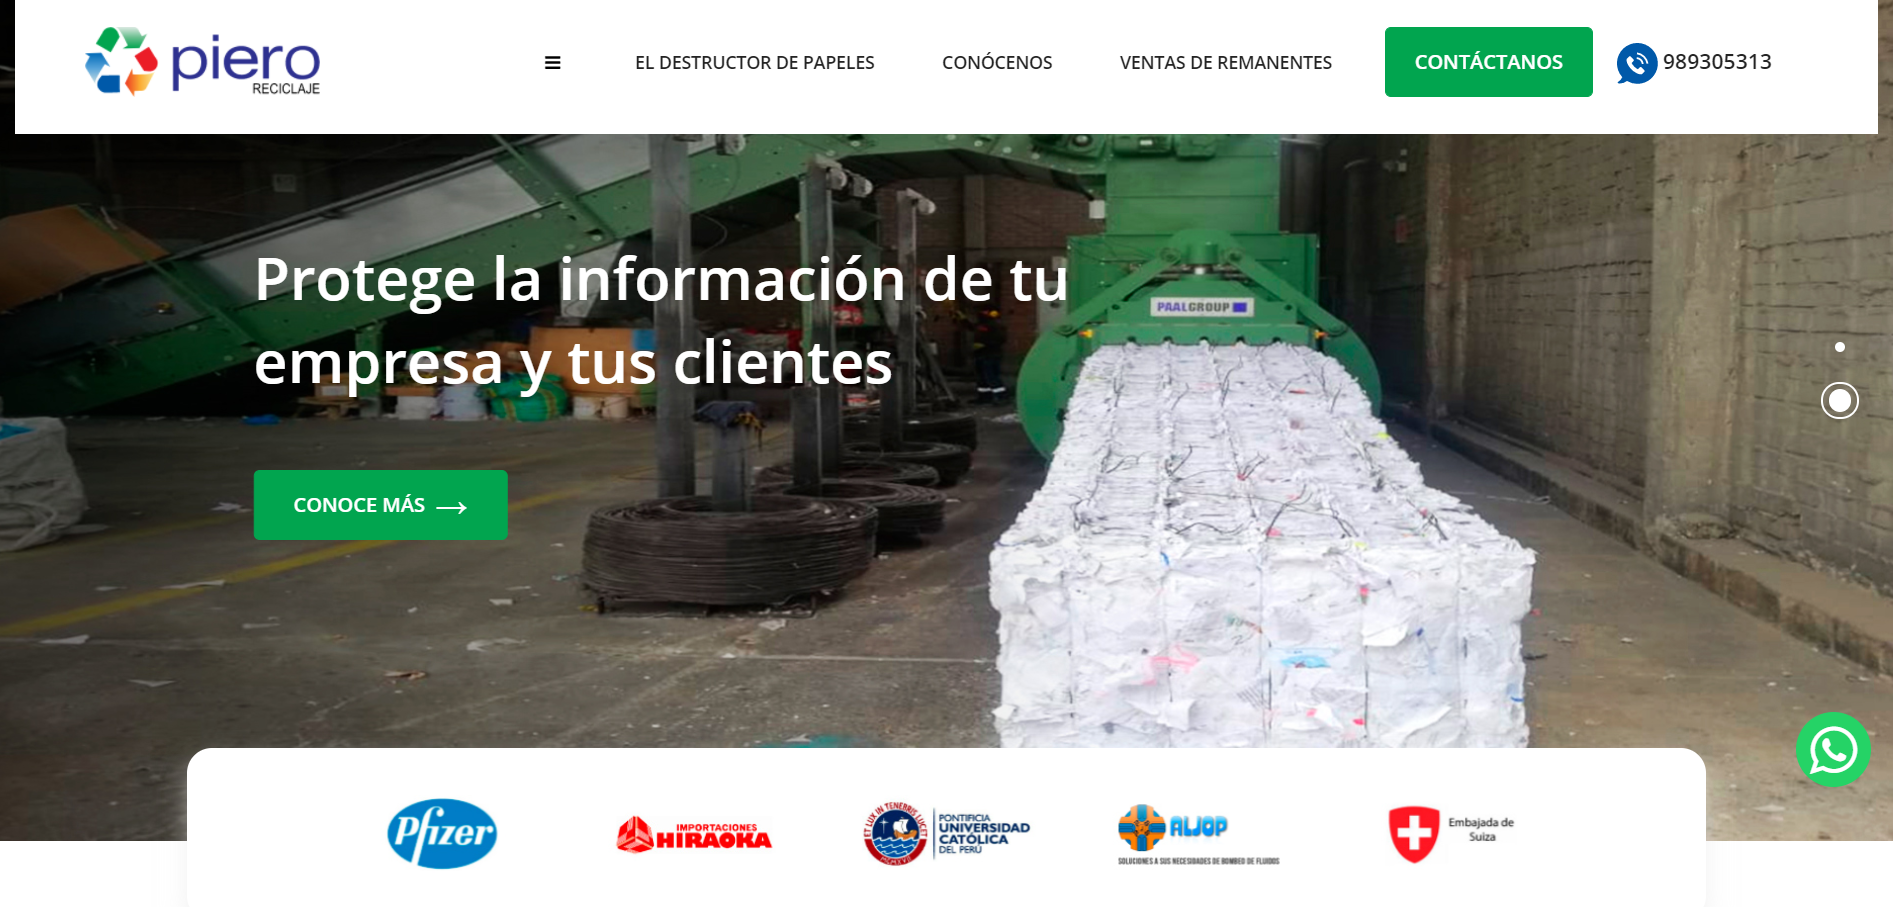 piero
RECICLAJE
EL DESTRUCTOR DE PAPELES
CONÓCENOS
VENTAS DE REMANENTES
CONTÁCTANOS
989305313
Protege la información de tu
empresa y tus clientes
PAALGROUP
CONOCE MÁS
Pfizer
IMPORTACIONES
HIRAOKA
ET LUX IN TENEBRIS LUCET
MCMXVII
PONTIFICIA
UNIVERSIDAD
CATÓLICA
DEL PERÚ
ALJOP
SOLUCIONES A SUS NECESIDADES DE BOMBEO DE FLUIDOS
Embajada de
Suiza